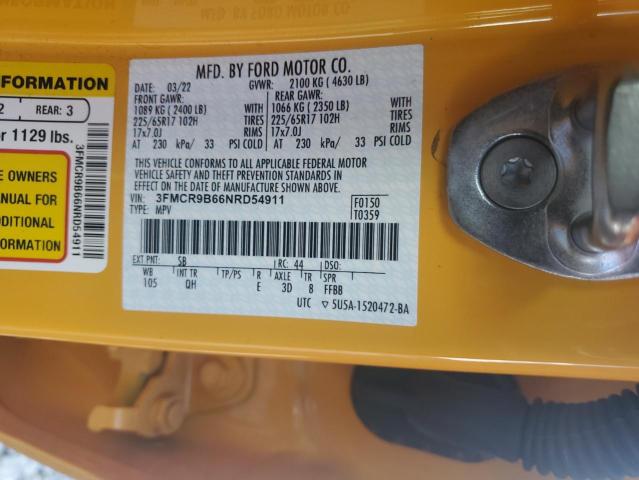 MFD. BY FORD MOTOR CO.
DATE: 03/22 GVWR: 2100 KG ( 4630 LB)
FRONT GAWR: REAR GAWR:
1089 KG ( 2400 LB) WITH 1066 KG ( 2350 LB) WITH
225/65R17 102H TIRES 225/65R17 102H TIRES
17x7.0J RIMS 17x7.0J RIMS
AT 230 kPa/ 33 PSI COLD AT 230 kPa/ 33 PSI COLD
THIS VEHICLE CONFORMS TO ALL APPLICABLE FEDERAL MOTOR
VEHICLE SAFETY AND THEFT PREVENTION STANDARDS IN
EFFECT ON THE DATE OF MANUFACTURE SHOWN ABOVE.
VIN: 3FMCR9B66NRD54911 F0150
TYPE: MPV T0359
EXT PNT: SB RC: 44 DSO:
WB INT TR TP/PS R AXLE TR SPR
105 QH E 3D 8 FFBB
UTC ▽ 5U5A-1520472-BA
FORMATION
2 REAR: 3
or 1129 lbs.
E OWNERS
ANUAL FOR
DDITIONAL
FORMATION
3FMCR9B66NRD54911